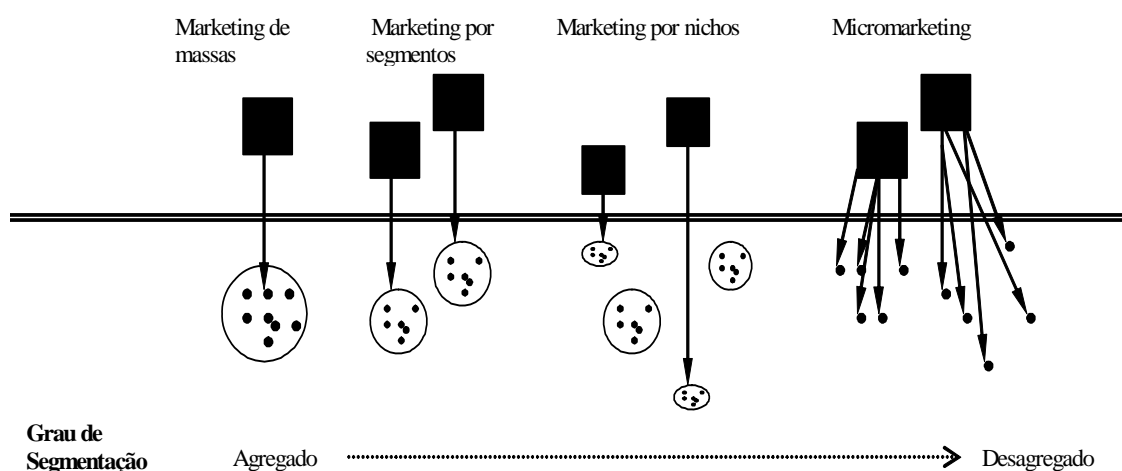 Marketing de
massas
Marketing por
segmentos
Marketing por nichos
Micromarketing
Grau de
Segmentação
Agregado
Desagregado